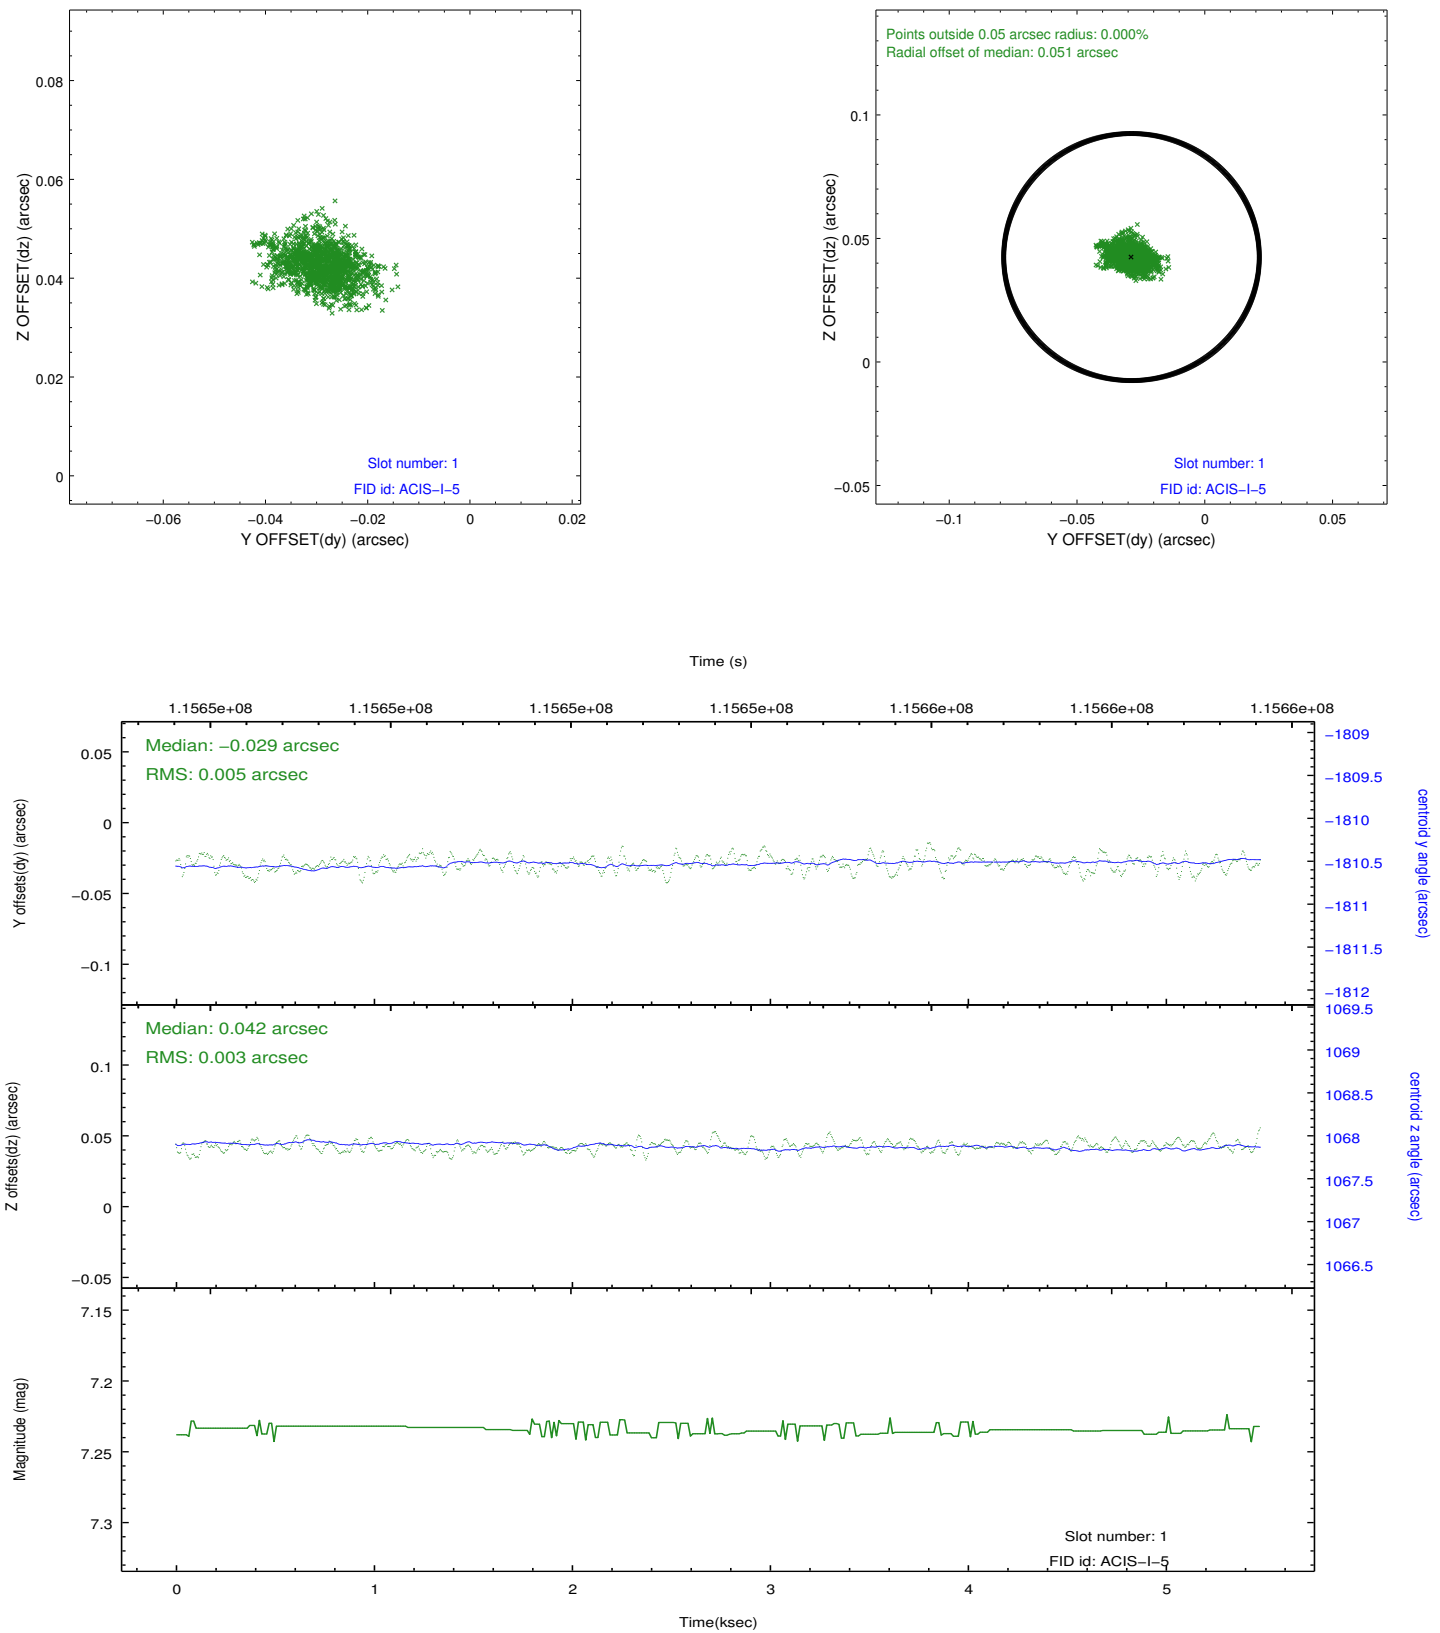 0.08
0.06
0.04
0.02
0
Z OFFSET(dz) (arcsec)
Slot number: 1
FID id: ACIS−I−5
−0.06 −0.04 −0.02 0 0.02
Y OFFSET(dy) (arcsec)
Points outside 0.05 arcsec radius: 0.000%
Radial offset of median: 0.051 arcsec
0.1
0.05
0
−0.05
Z OFFSET(dz) (arcsec)
Slot number: 1
FID id: ACIS−I−5
−0.1 −0.05 0 0.05
Y OFFSET(dy) (arcsec)
Time (s)
1.1565e+08 1.1565e+08 1.1565e+08 1.1565e+08 1.1566e+08 1.1566e+08 1.1566e+08
Median: −0.029 arcsec
RMS: 0.005 arcsec
0.05
0
−0.05
−0.1
Y offsets(dy) (arcsec)
−1809
−1809.5
−1810
−1810.5
−1811
−1811.5
−1812
centroid y angle (arcsec)
Median: 0.042 arcsec
RMS: 0.003 arcsec
0.1
0.05
0
−0.05
Z offsets(dz) (arcsec)
1069.5
1069
1068.5
1068
1067.5
1067
1066.5
centroid z angle (arcsec)
7.15
7.2
7.25
7.3
Magnitude (mag)
Slot number: 1
FID id: ACIS−I−5
0 1 2 3 4 5
Time(ksec)